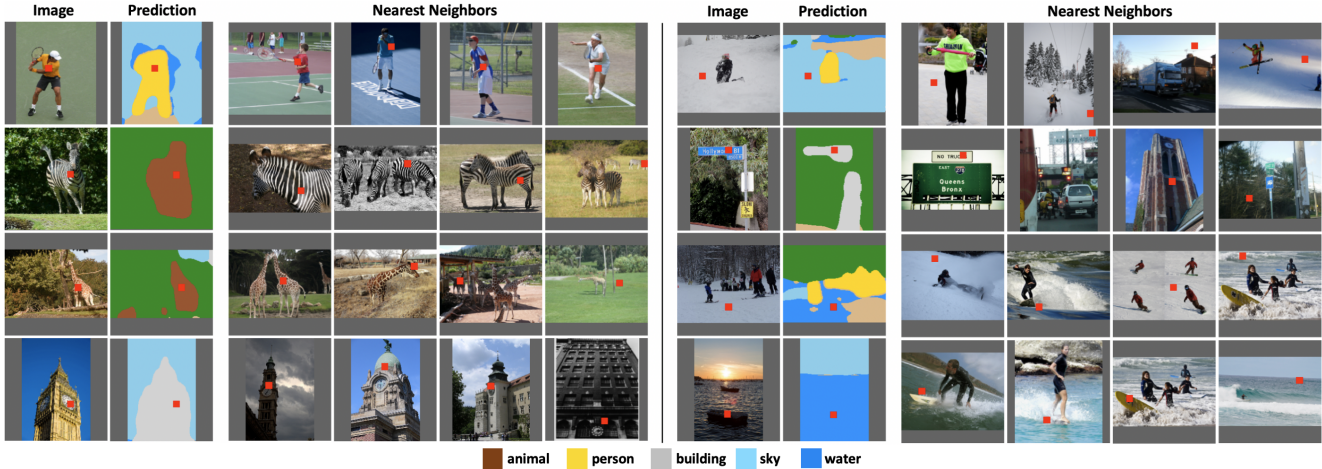 Image Prediction Nearest Neighbors
Image Prediction Nearest Neighbors
NO TRUCKS
EAST
Queens
Bronx
animal person building sky water